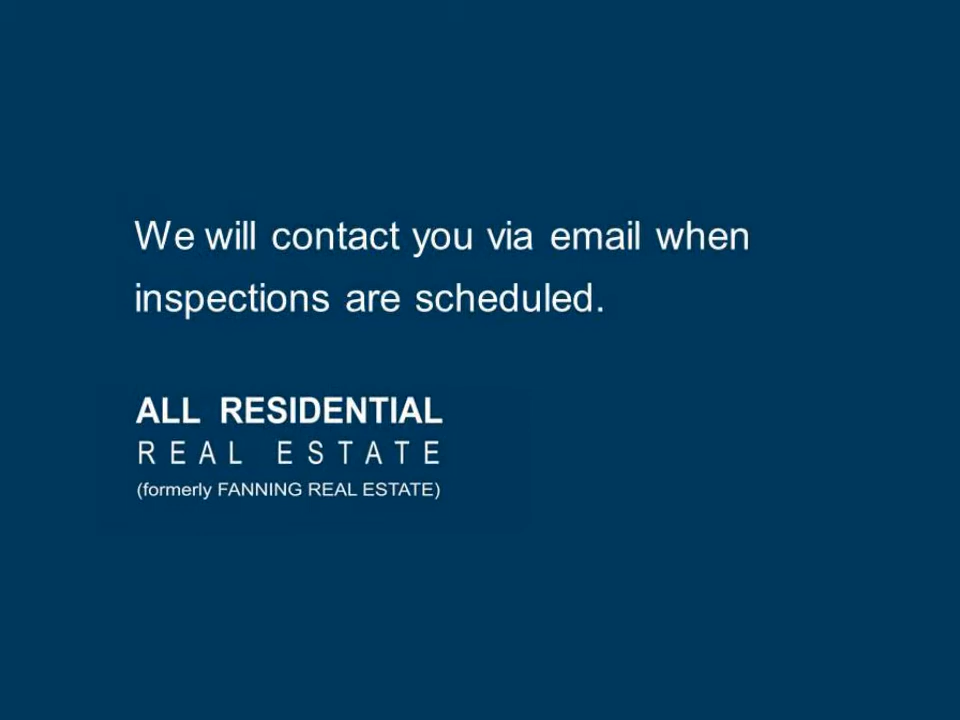 We will contact you via email when
inspections are scheduled.
ALL RESIDENTIAL
REAL ESTATE
(formerly FANNING REAL ESTATE)